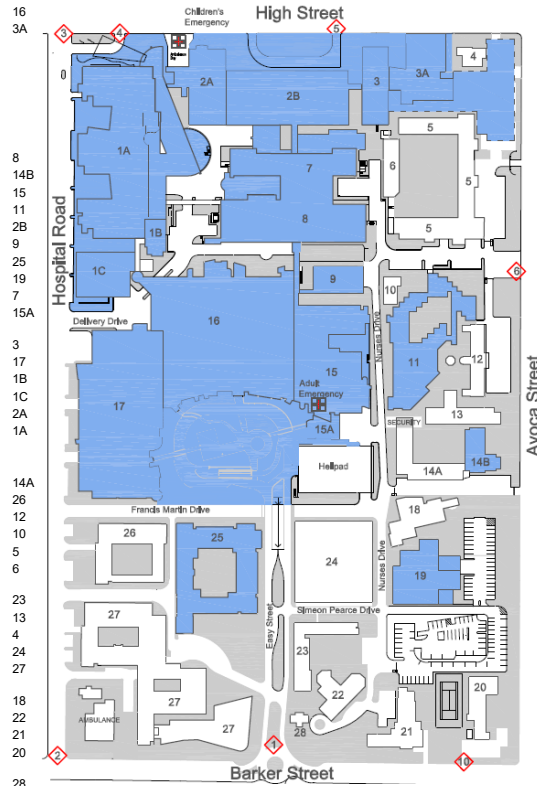 16
3A
8
14B
15
11
2B
9
25
19
7
15A
3
17
1B
1C
2A
1A
14A
26
12
10
5
6
23
13
4
24
27
18
22
21
20
28
High Street
Children's
Emergency
3
4
5
2A
2B
3
3A
4
1A
5
6
5
7
8
5
1B
Hospital Road
1C
9
10
6
Delivery Drive
16
Nurses Drive
11
12
15
17
Adult
Emergency
13
Avoca Street
15A
SECURITY
14B
14A
Helipad
Francis Martin Drive
18
26
25
24
Nurses Drive
19
Easy Street
Simeon Pearce Drive
27
23
27
22
20
AMBULANCE
27
28
21
1
2
10
Barker Street